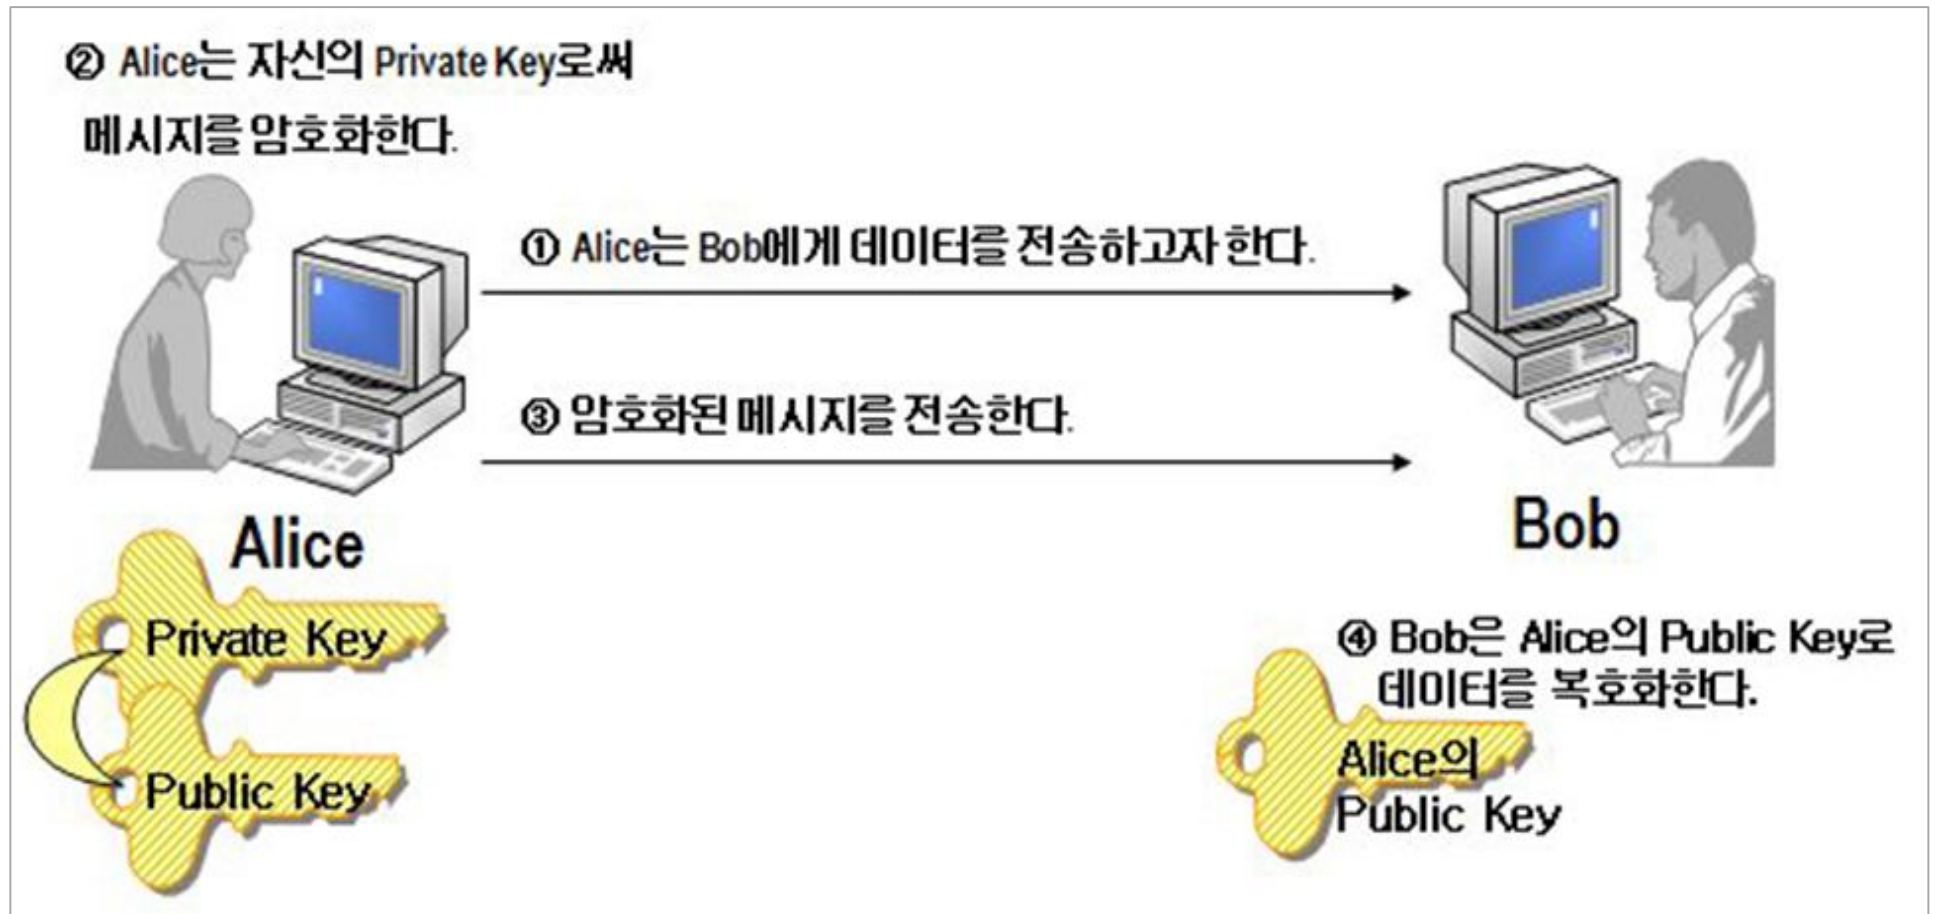 ② Alice는 자신의 Private Key로써
메시지를 암호화한다.
① Alice는 Bob에게 데이터를 전송하고자 한다.
③ 암호화된 메시지를 전송한다.
Alice
Bob
Private Key
Public Key
④ Bob은 Alice의 Public Key로
데이터를 복호화한다.
Alice의
Public Key